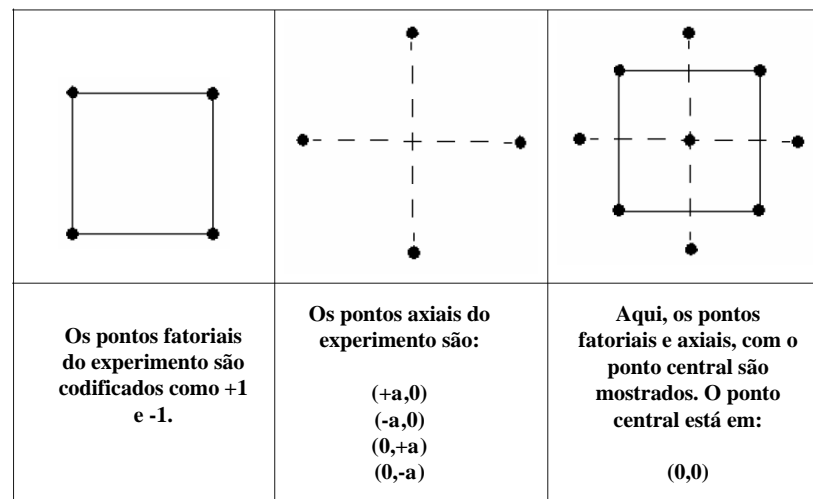 Os pontos fatoriais
do experimento são
codificados como +1
e -1.
Os pontos axiais do
experimento são:
(+a,0)
(-a,0)
(0,+a)
(0,-a)
Aqui, os pontos
fatoriais e axiais, com o
ponto central são
mostrados. O ponto
central está em:
(0,0)